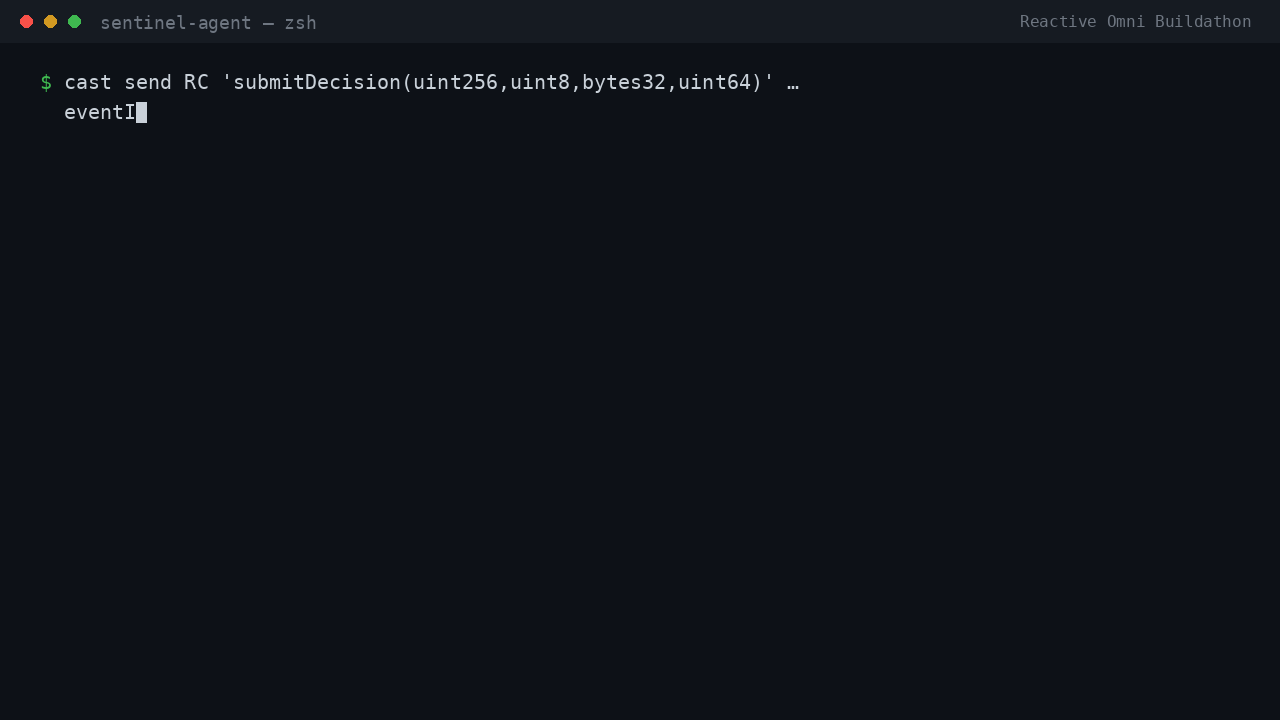 sentinel-agent — zsh
Reactive Omni Buildathon
$ cast send RC 'submitDecision(uint256,uint8,bytes32,uint64)' …
eventI